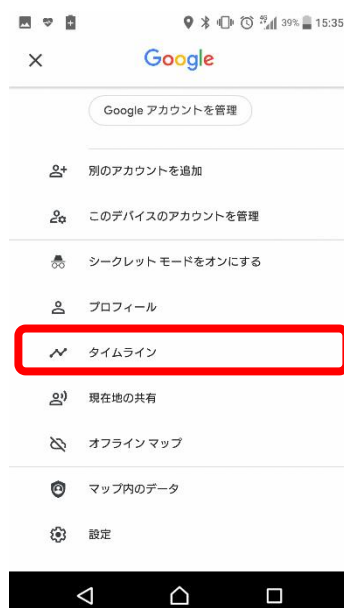 39% 15:35
Google
Google アカウントを管理
別のアカウントを追加
このデバイスのアカウントを管理
シークレット モードをオンにする
プロフィール
タイムライン
現在地の共有
オフライン マップ
マップ内のデータ
設定